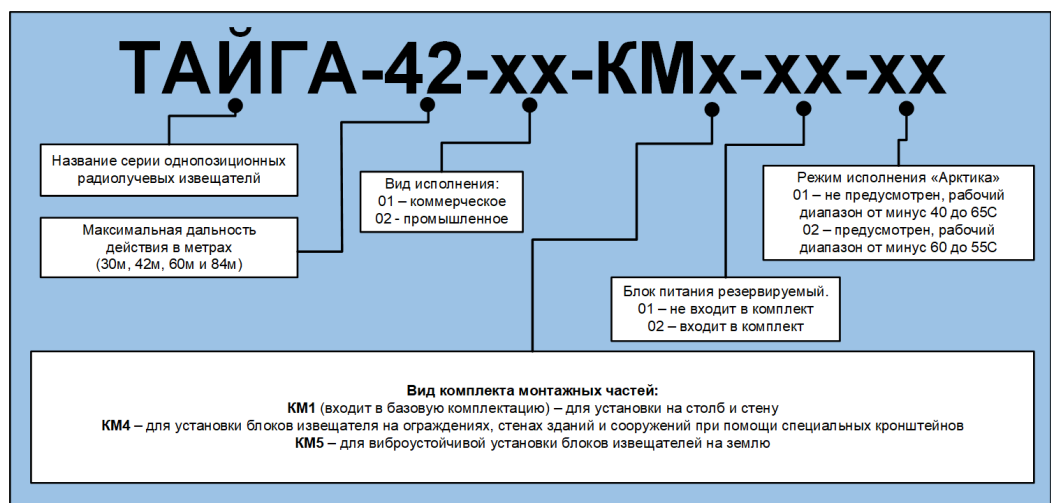 ТАЙГА-42-хх-КМх-хх-хх
Название серии однопозиционных
радиолучевых извещателй
Максимальная дальность
действия в метрах
(30м, 42м, 60м и 84м)
Вид исполнения:
01 – коммерческое
02 - промышленное
Режим исполнения «Арктика»
01 – не предусмотрен, рабочий
диапазон от минус 40 до 65С
02 – предусмотрен, рабочий
диапазон от минус 60 до 55С
Блок питания резервируемый.
01 – не входит в комплект
02 – входит в комплект
Вид комплекта монтажных частей:
КМ1 (входит в базовую комплектацию) – для установки на столб и стену
КМ4 – для установки блоков извещателя на ограждениях, стенах зданий и сооружений при помощи специальных кронштейнов
КМ5 – для виброустойчивой установки блоков извещателей на землю